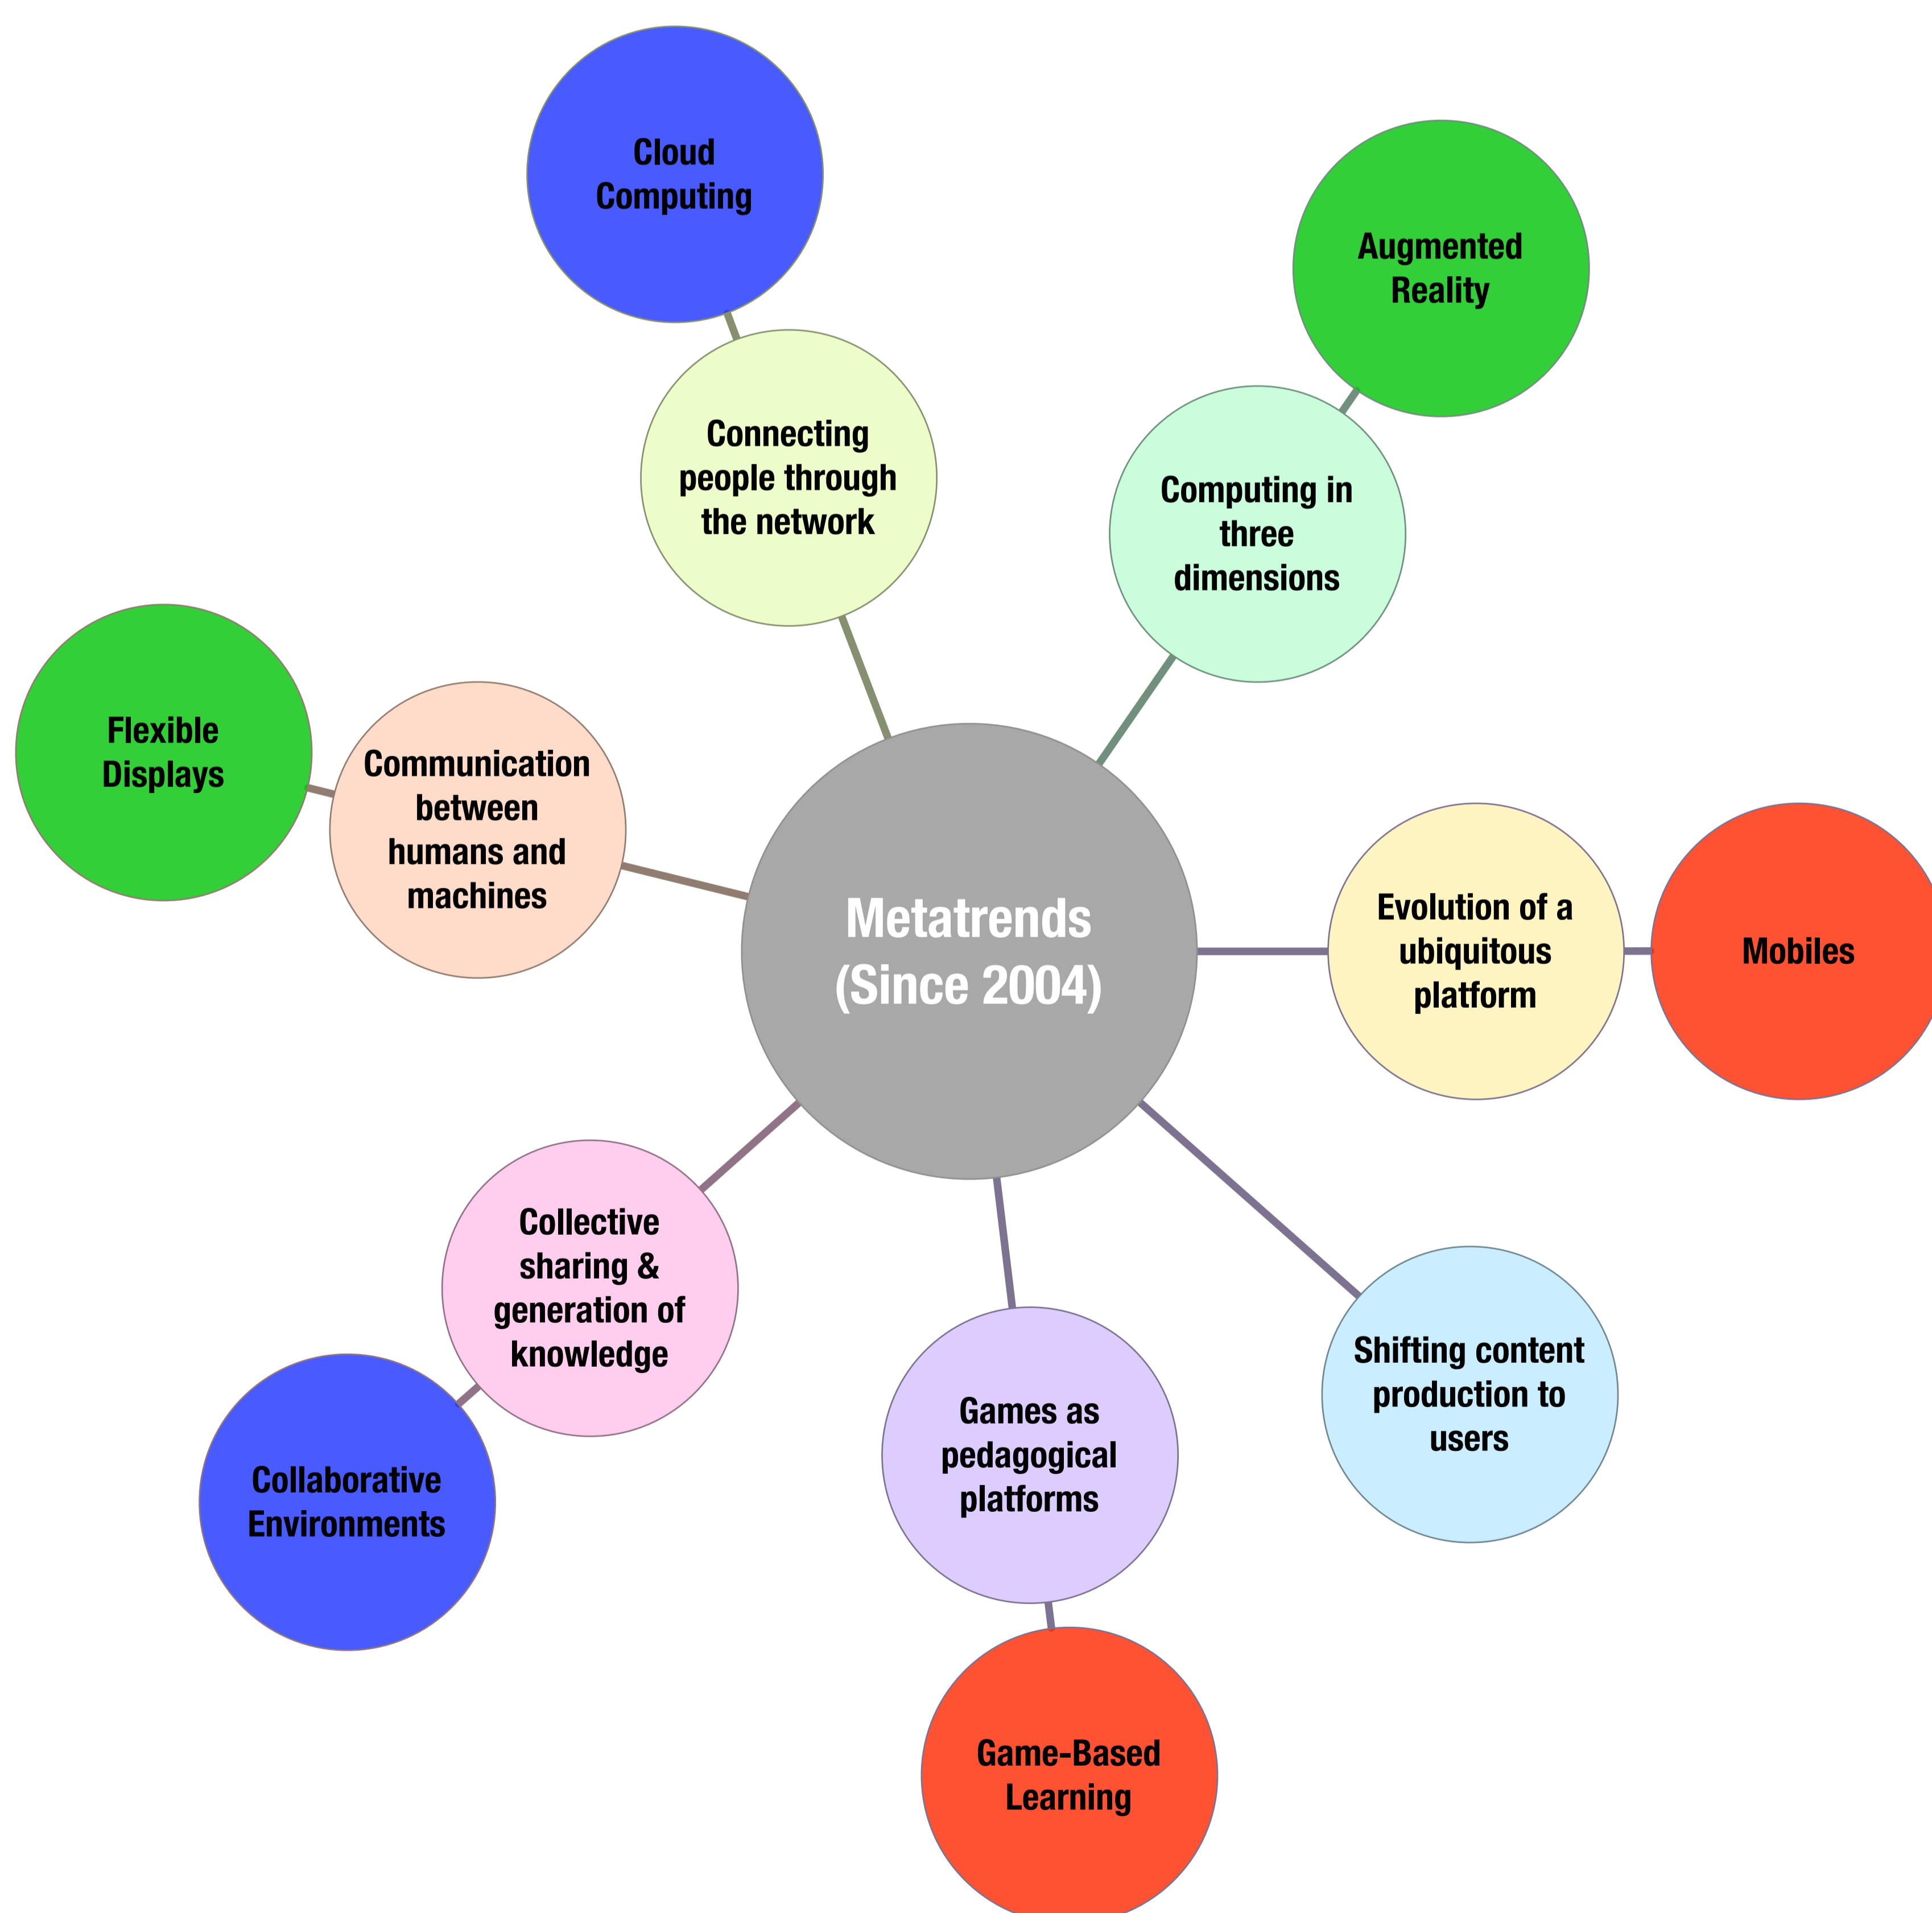 Cloud
Computing
Augmented
Reality
Connecting
people through
the network
Computing in
three
dimensions
Flexible
Displays
Communication
between
humans and
machines
Metatrends
(Since 2004)
Evolution of a
ubiquitous
platform
Mobiles
Collective
sharing &
generation of
knowledge
Shifting content
production to
users
Games as
pedagogical
platforms
Collaborative
Environments
Game-Based
Learning